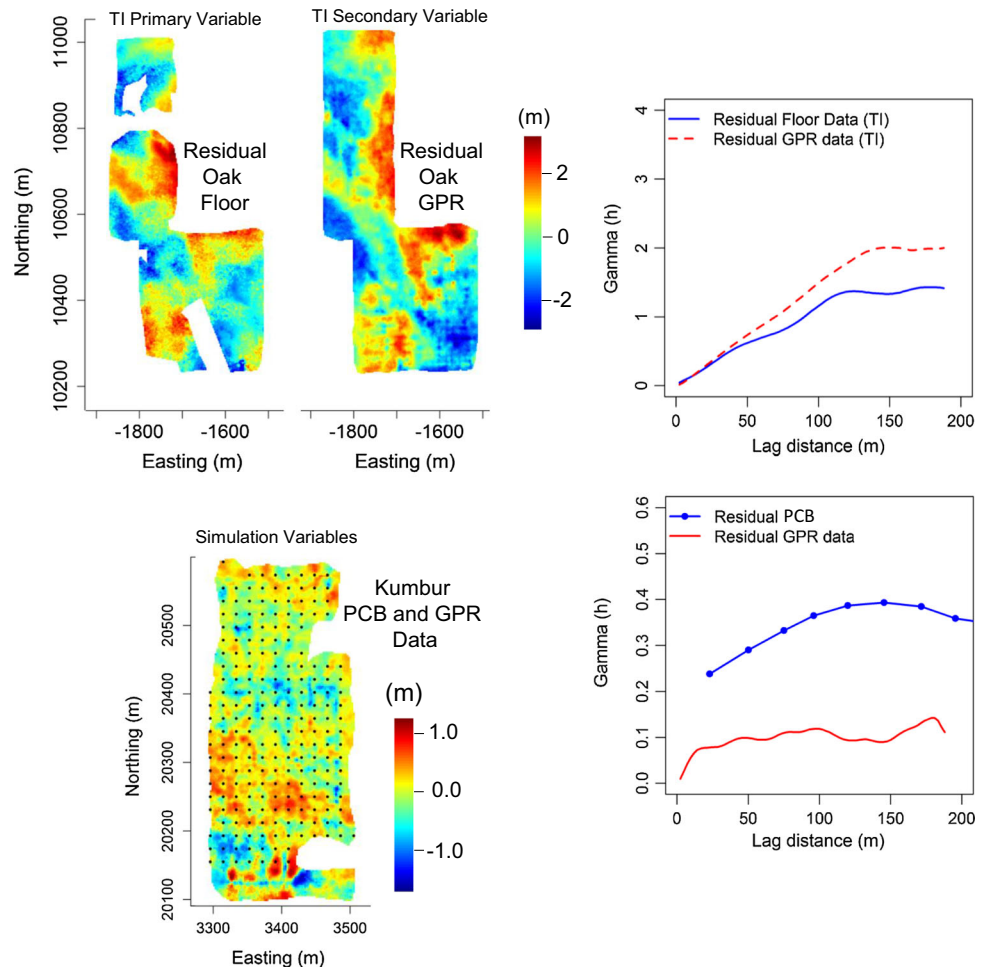 TI Primary Variable
TI Secondary Variable
Northing (m)
11000
10800
10600
10400
10200
Residual
Oak
Floor
Residual
Oak
GPR
(m)
2
0
-2
-1800
-1600
-1800
-1600
Easting (m)
Easting (m)
Gamma (h)
4
3
2
1
0
Residual Floor Data (TI)
Residual GPR data (TI)
0
50
100
150
200
Lag distance (m)
Simulation Variables
Northing (m)
20500
20400
20300
20200
20100
Kumbur
PCB and GPR
Data
(m)
1.0
0.0
-1.0
3300
3400
3500
Easting (m)
Gamma (h)
0.6
0.5
0.4
0.3
0.2
0.1
0.0
Residual PCB
Residual GPR data
0
50
100
150
200
Lag distance (m)